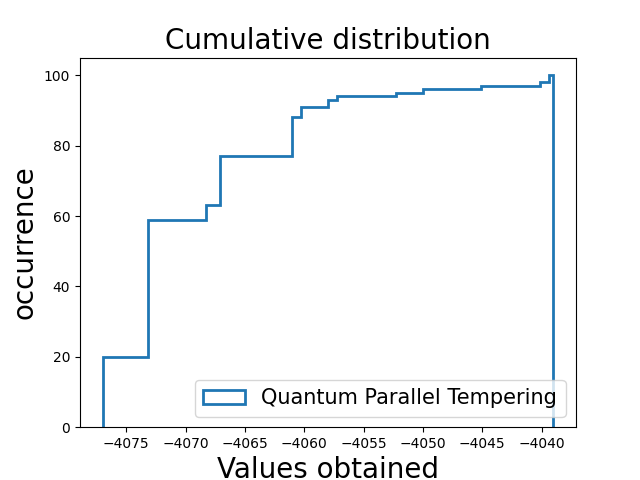 Cumulative distribution
100
80
60
40
20
0
occurrence
Quantum Parallel Tempering
−4075 −4070 −4065 −4060 −4055 −4050 −4045 −4040
Values obtained